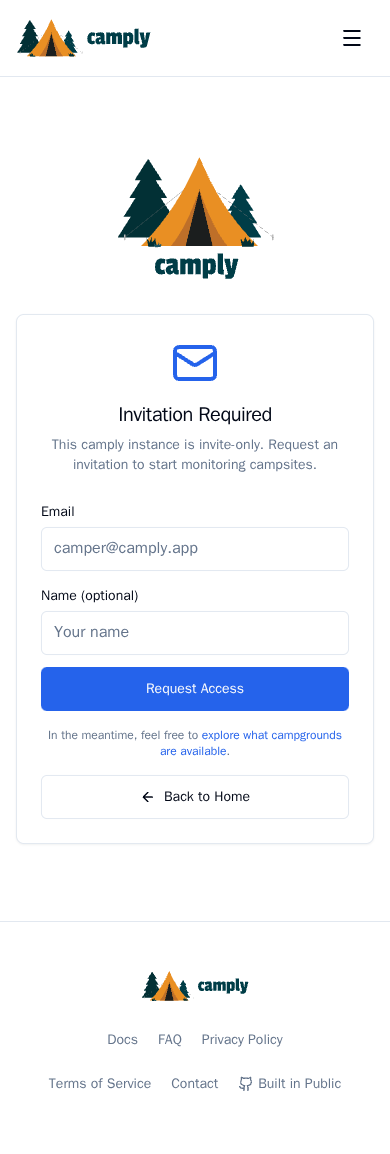 camply
camply
Invitation Required
This camply instance is invite-only. Request an
invitation to start monitoring campsites.
Email
camper@camply.app
Name (optional)
Your name
Request Access
In the meantime, feel free to explore what campgrounds
are available.
Back to Home
camply
Docs FAQ Privacy Policy
Terms of Service Contact Built in Public